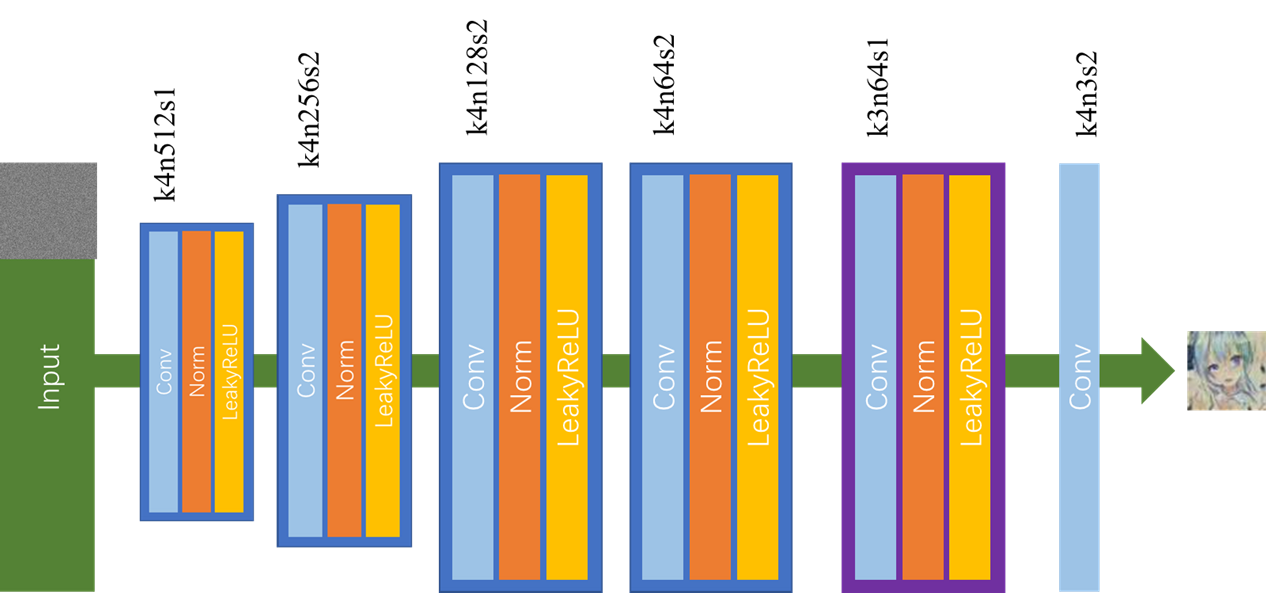 k4n512s1
k4n256s2
k4n128s2
k4n64s2
k3n64s1
k4n3s2
Input
Conv
Norm
LeakyReLU
Conv
Norm
LeakyReLU
Conv
Norm
LeakyReLU
Conv
Norm
LeakyReLU
Conv
Norm
LeakyReLU
Conv